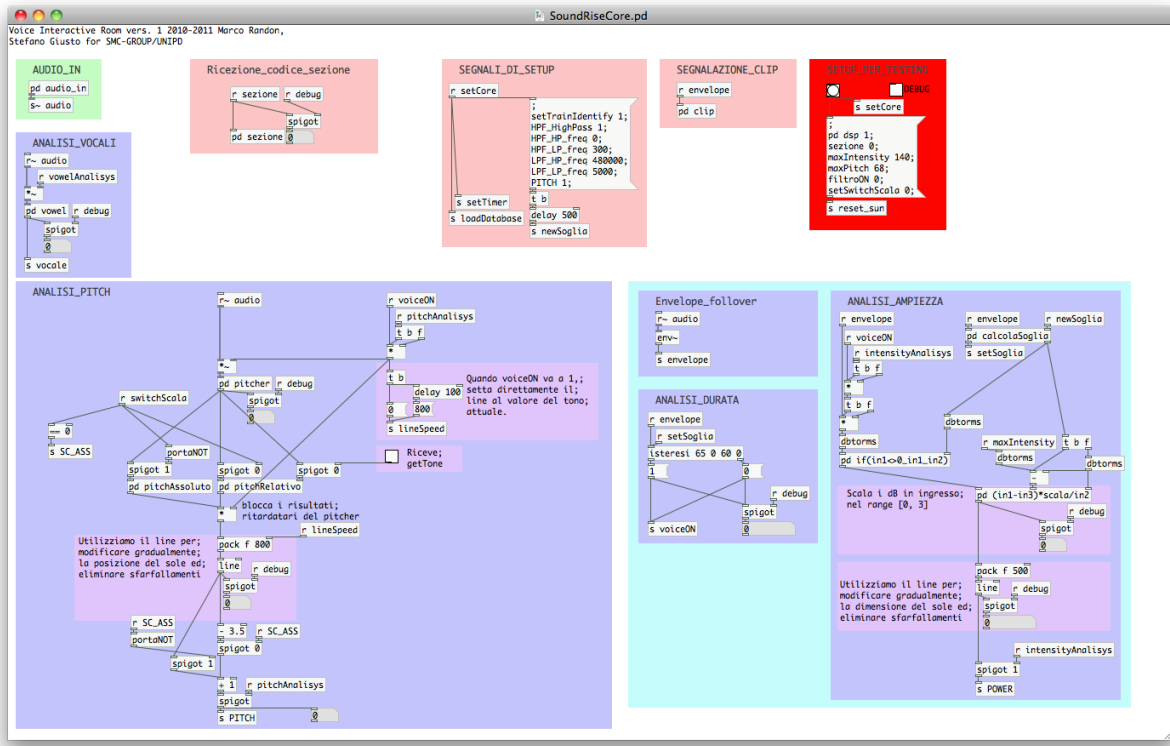 SoundRiseCore.pd
Voice Interactive Room vers. 1 2010-2011 Marco Randon,
Stefano Giusto for SMC-GROUP/UNIPD
AUDIO_IN
pd audio_in
s~ audio
Ricezione_codice_sezione
r sezione
r debug
spigot
pd sezione
0
SEGNALI_DI_SETUP
r setCore
;
setTrainIdentify 1;
HPF_HighPass 1;
HPF_HP_freq 0;
HPF_LP_freq 300;
LPF_HP_freq 480000;
LPF_LP_freq 5000;
PITCH 1;
s setTimer
t b
s loadDatabase
delay 500
s newSoglia
SEGNALAZIONE_CLIP
r envelope
pd clip
SETUP_PER_TESTING
DEBUG
s setCore
;
pd dsp 1;
sezione 0;
maxIntensity 140;
maxPitch 68;
filtroON 0;
setSwitchScala 0;
s reset_sun
ANALISI_VOCALI
r~ audio
r vowelAnalisys
*~
pd vowel
r debug
spigot
0
s vocale
ANALISI_PITCH
r~ audio
r voiceON
r pitchAnalisys
t b f
*
*~
pd pitcher
r debug
spigot
0
t b
delay 100
0
800
s lineSpeed
Quando voiceON va a 1,;
setta direttamente il;
line al valore del tono;
attuale.
r switchScala
== 0
s SC_ASS
portaNOT
spigot 1
spigot 0
spigot 0
Riceve;
getTone
pd pitchAssoluto
pd pitchRelativo
*
blocca i risultati;
ritardatari del pitcher
r lineSpeed
pack f 800
Utilizziamo il line per;
modificare gradualmente;
la posizione del sole ed;
eliminare sfarfallamenti
line
r debug
spigot
0
r SC_ASS
portaNOT
- 3.5
r SC_ASS
spigot 0
spigot 1
+ 1
r pitchAnalisys
spigot
s PITCH
0
Envelope_follover
r~ audio
env~
s envelope
ANALISI_DURATA
r envelope
r setSoglia
isteresi 65 0 60 0
1
0
r debug
spigot
s voiceON
0
ANALISI_AMPIEZZA
r envelope
r voiceON
r intensityAnalisys
t b f
*
t b f
*
dbtorms
pd if(in1<>0_in1_in2)
r envelope
r newSoglia
pd calcolaSoglia
s setSoglia
dbtorms
r maxIntensity
t b f
dbtorms
dbtorms
-
Scala i dB in ingresso;
nel range [0, 3]
pd (in1-in3)*scala/in2
r debug
spigot
0
pack f 500
Utilizziamo il line per;
modificare gradualmente;
la dimensione del sole ed;
eliminare sfarfallamenti
line
r debug
spigot
0
r intensityAnalisys
spigot 1
s POWER